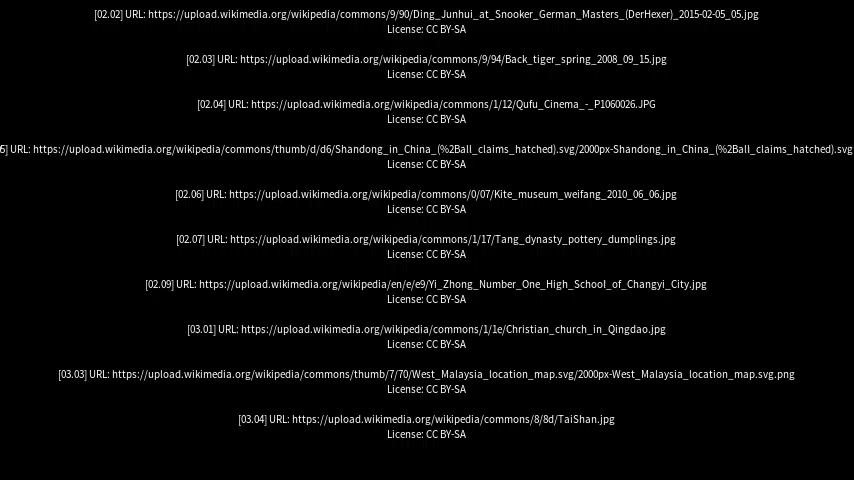 [02.02] URL: https://upload.wikimedia.org/wikipedia/commons/9/90/Ding_Junhui_at_Snooker_German_Masters_(DerHexer)_2015-02-05_05.jpg
License: CC BY-SA
[02.03] URL: https://upload.wikimedia.org/wikipedia/commons/9/94/Back_tiger_spring_2008_09_15.jpg
License: CC BY-SA
[02.04] URL: https://upload.wikimedia.org/wikipedia/commons/1/12/Qufu_Cinema_-_P1060026.JPG
License: CC BY-SA
5] URL: https://upload.wikimedia.org/wikipedia/commons/thumb/d/d6/Shandong_in_China_(%2Ball_claims_hatched).svg/2000px-Shandong_in_China_(%2Ball_claims_hatched).svg
License: CC BY-SA
[02.06] URL: https://upload.wikimedia.org/wikipedia/commons/0/07/Kite_museum_weifang_2010_06_06.jpg
License: CC BY-SA
[02.07] URL: https://upload.wikimedia.org/wikipedia/commons/1/17/Tang_dynasty_pottery_dumplings.jpg
License: CC BY-SA
[02.09] URL: https://upload.wikimedia.org/wikipedia/en/e/e9/Yi_Zhong_Number_One_High_School_of_Changyi_City.jpg
License: CC BY-SA
[03.01] URL: https://upload.wikimedia.org/wikipedia/commons/1/1e/Christian_church_in_Qingdao.jpg
License: CC BY-SA
[03.03] URL: https://upload.wikimedia.org/wikipedia/commons/thumb/7/70/West_Malaysia_location_map.svg/2000px-West_Malaysia_location_map.svg.png
License: CC BY-SA
[03.04] URL: https://upload.wikimedia.org/wikipedia/commons/8/8d/TaiShan.jpg
License: CC BY-SA